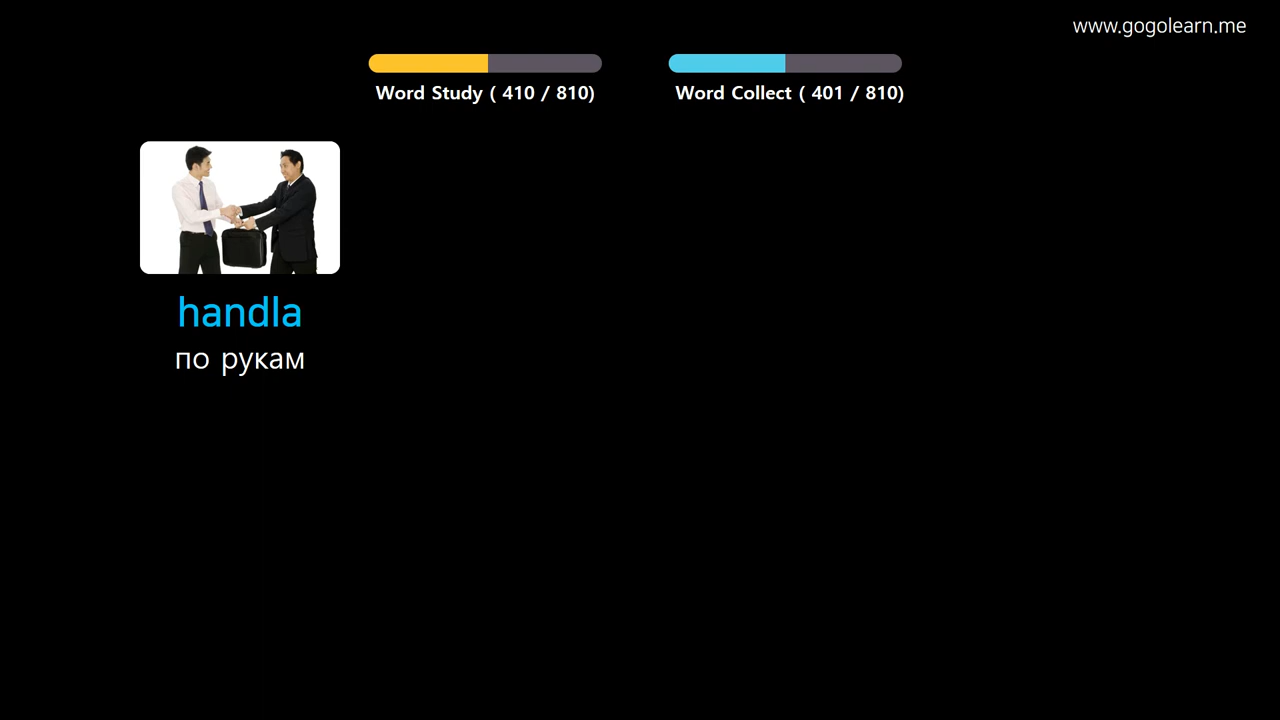 www.gogolearn.me
Word Study ( 410 / 810)
Word Collect ( 401 / 810)
handla
по рукам